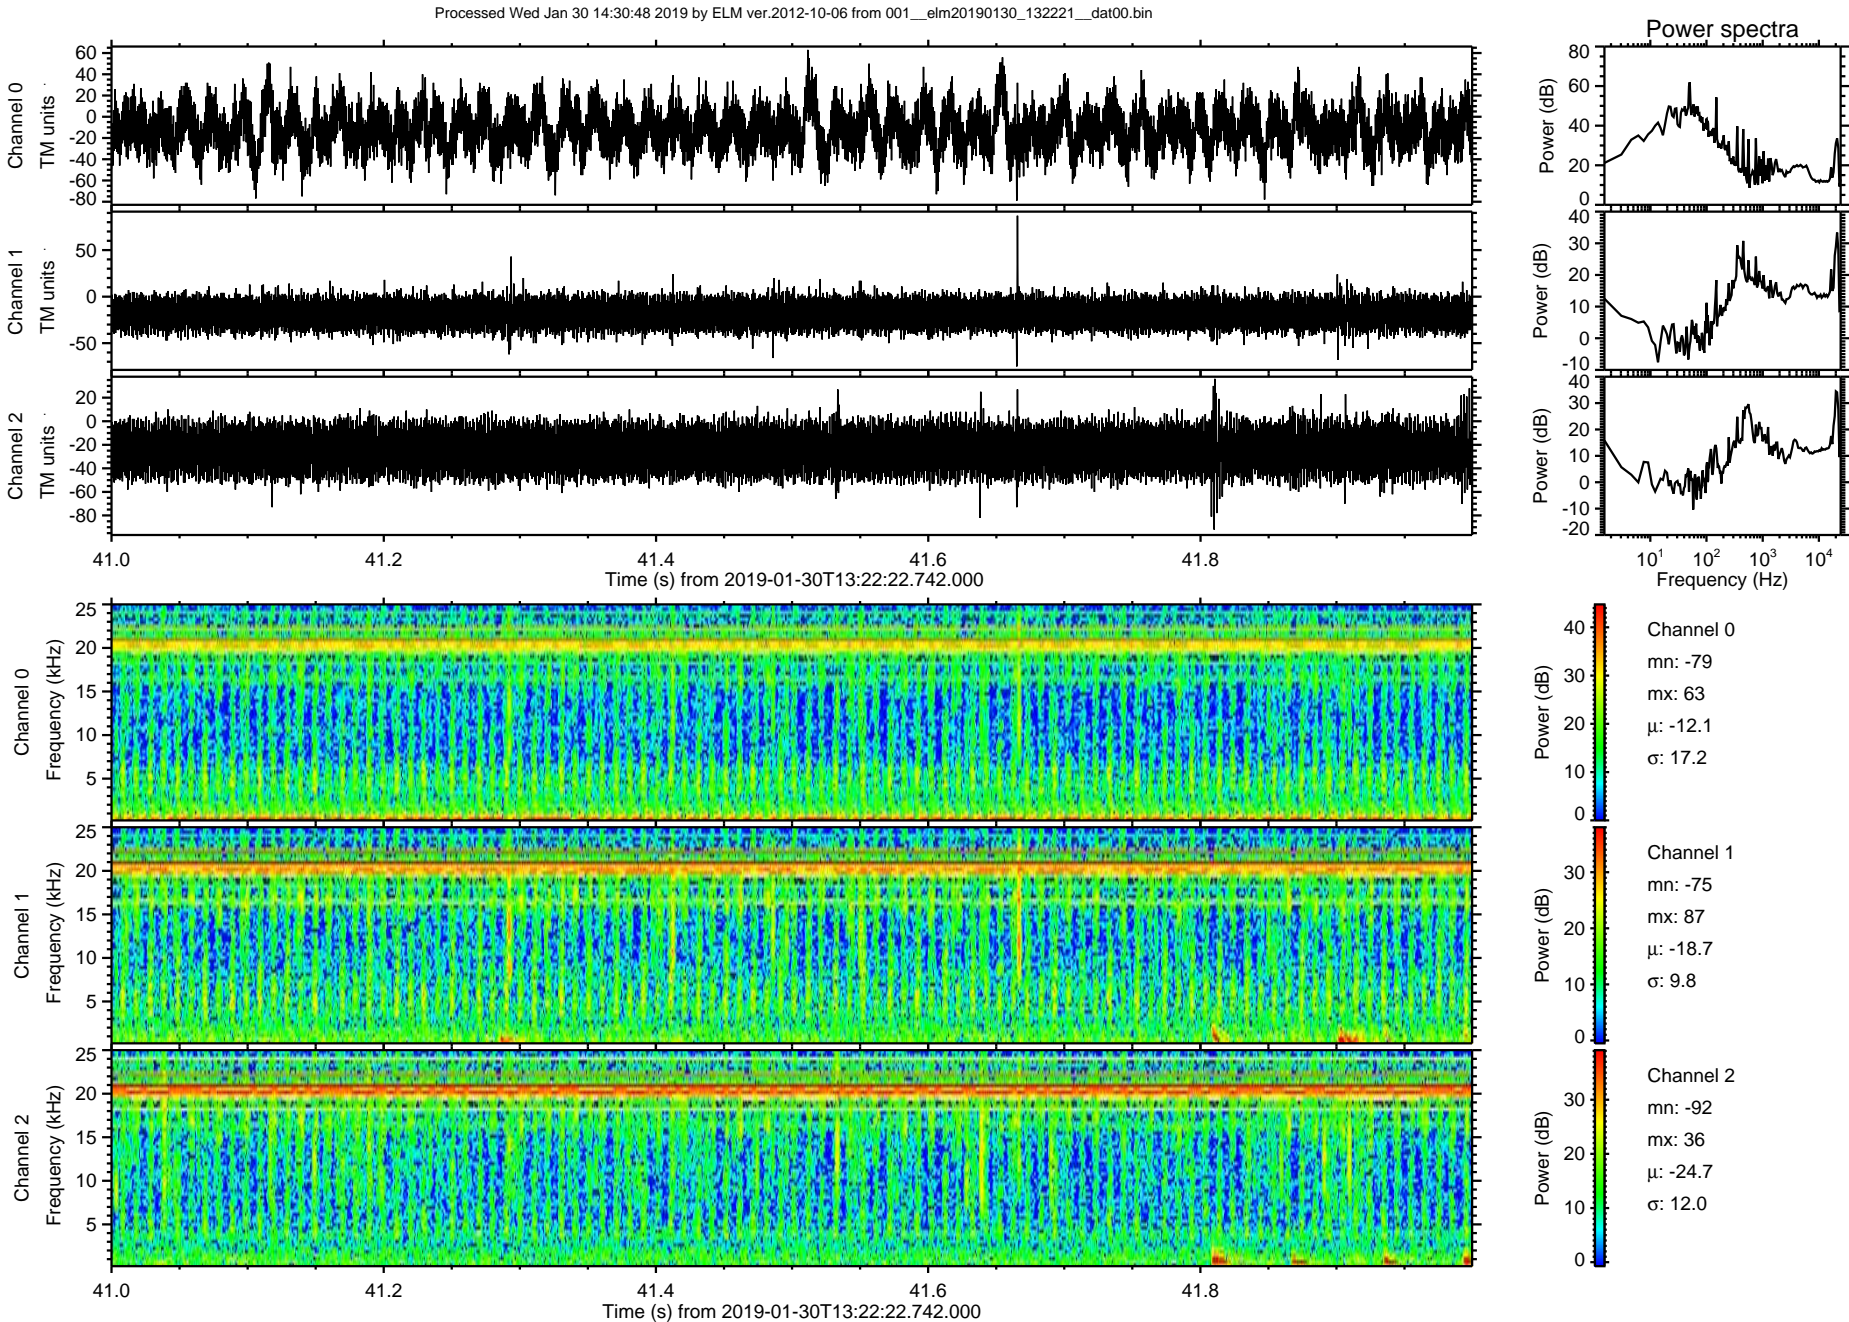 Processed Wed Jan 30 14:30:48 2019 by ELM ver.2012-10-06 from 001__elm20190130_132221__dat00.bin
Power spectra
Channel 0
TM units
60
40
20
0
-20
-40
-60
-80
Power (dB)
80
60
40
20
0
Channel 1
TM units
50
0
-50
Power (dB)
40
30
20
10
0
-10
Channel 2
TM units
20
0
-20
-40
-60
-80
Power (dB)
40
30
20
10
0
-10
-20
41.0 41.2 41.4 41.6 41.8
Time (s) from 2019-01-30T13:22:22.742.000
10¹ 10² 10³ 10⁴
Frequency (Hz)
Channel 0
Frequency (kHz)
25
20
15
10
5
Power (dB)
40
30
20
10
0
Channel 0
mn: -79
mx: 63
μ: -12.1
σ: 17.2
Channel 1
Frequency (kHz)
25
20
15
10
5
Power (dB)
30
20
10
0
Channel 1
mn: -75
mx: 87
μ: -18.7
σ: 9.8
Channel 2
Frequency (kHz)
25
20
15
10
5
Power (dB)
30
20
10
0
Channel 2
mn: -92
mx: 36
μ: -24.7
σ: 12.0
41.0 41.2 41.4 41.6 41.8
Time (s) from 2019-01-30T13:22:22.742.000